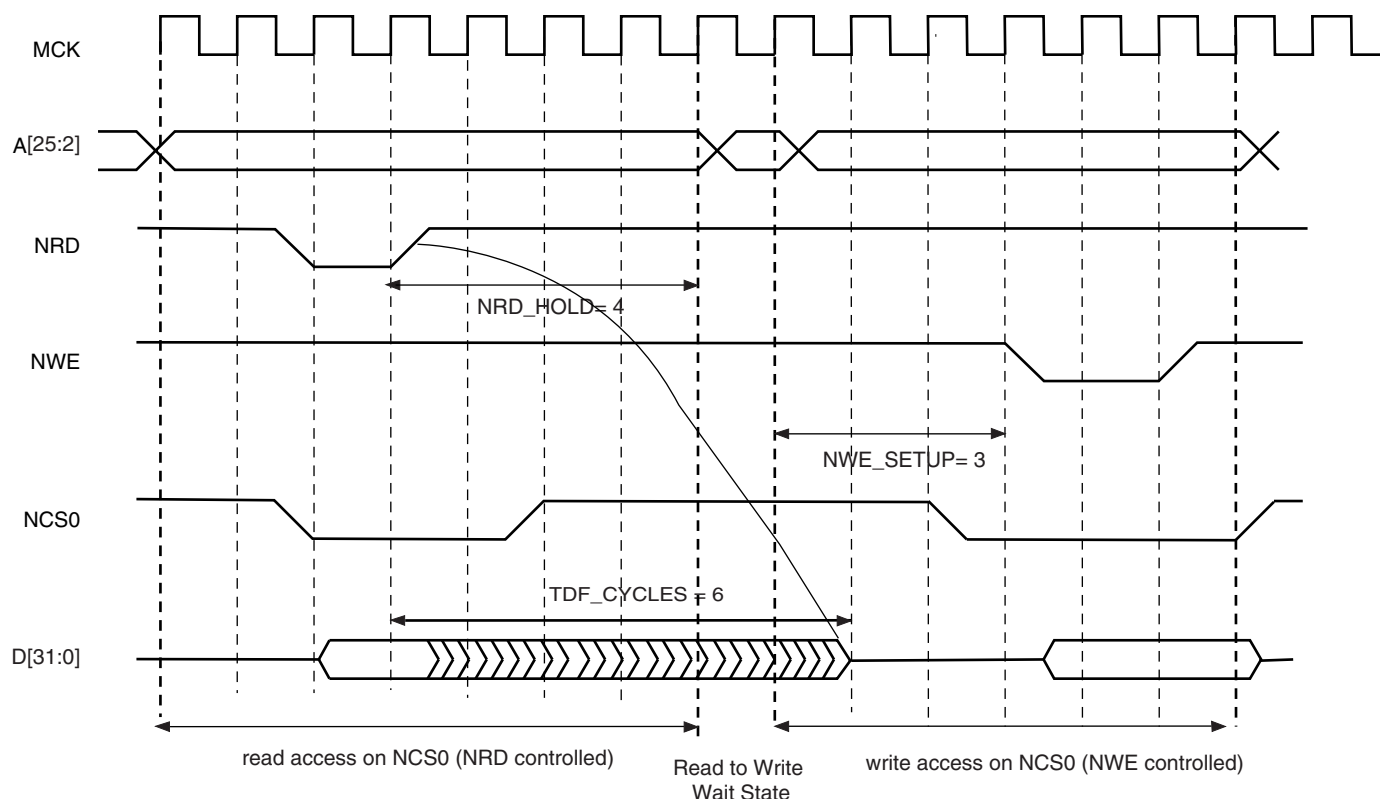 MCK
A[25:2]
NRD
NRD_HOLD= 4
NWE
NWE_SETUP= 3
NCS0
TDF_CYCLES = 6
D[31:0]
read access on NCS0 (NRD controlled)
Read to Write
Wait State
write access on NCS0 (NWE controlled)